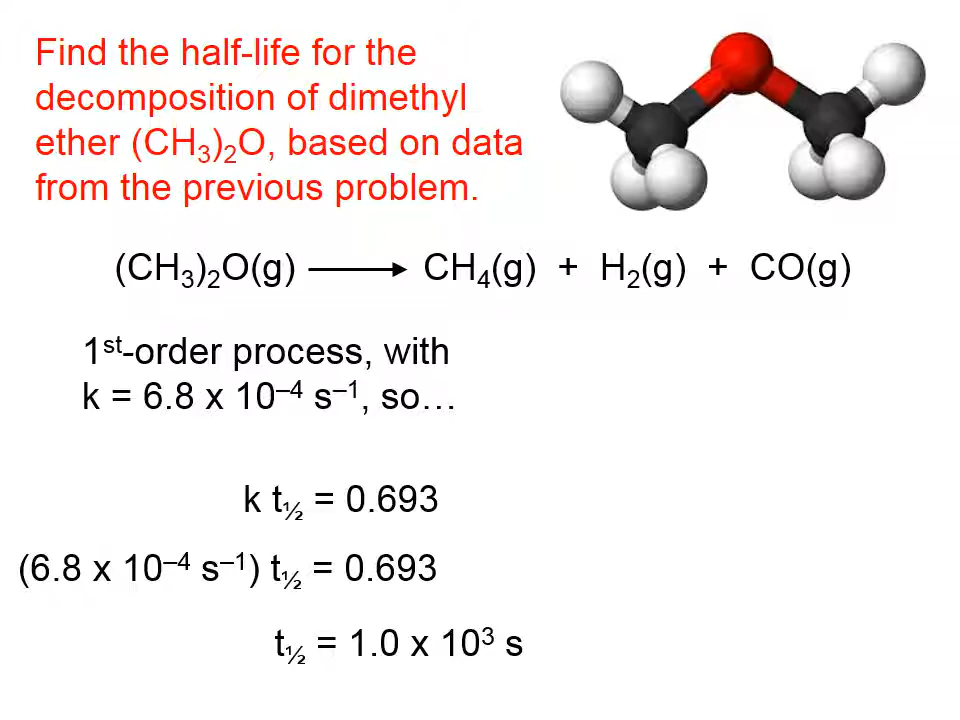 Find the half-life for the
decomposition of dimethyl
ether (CH₃)₂O, based on data
from the previous problem.
(CH₃)₂O(g) ⟶ CH₄(g) + H₂(g) + CO(g)
1ˢᵗ-order process, with
k = 6.8 x 10⁻⁴ s⁻¹, so…
k t½ = 0.693
(6.8 x 10⁻⁴ s⁻¹) t½ = 0.693
t½ = 1.0 x 10³ s